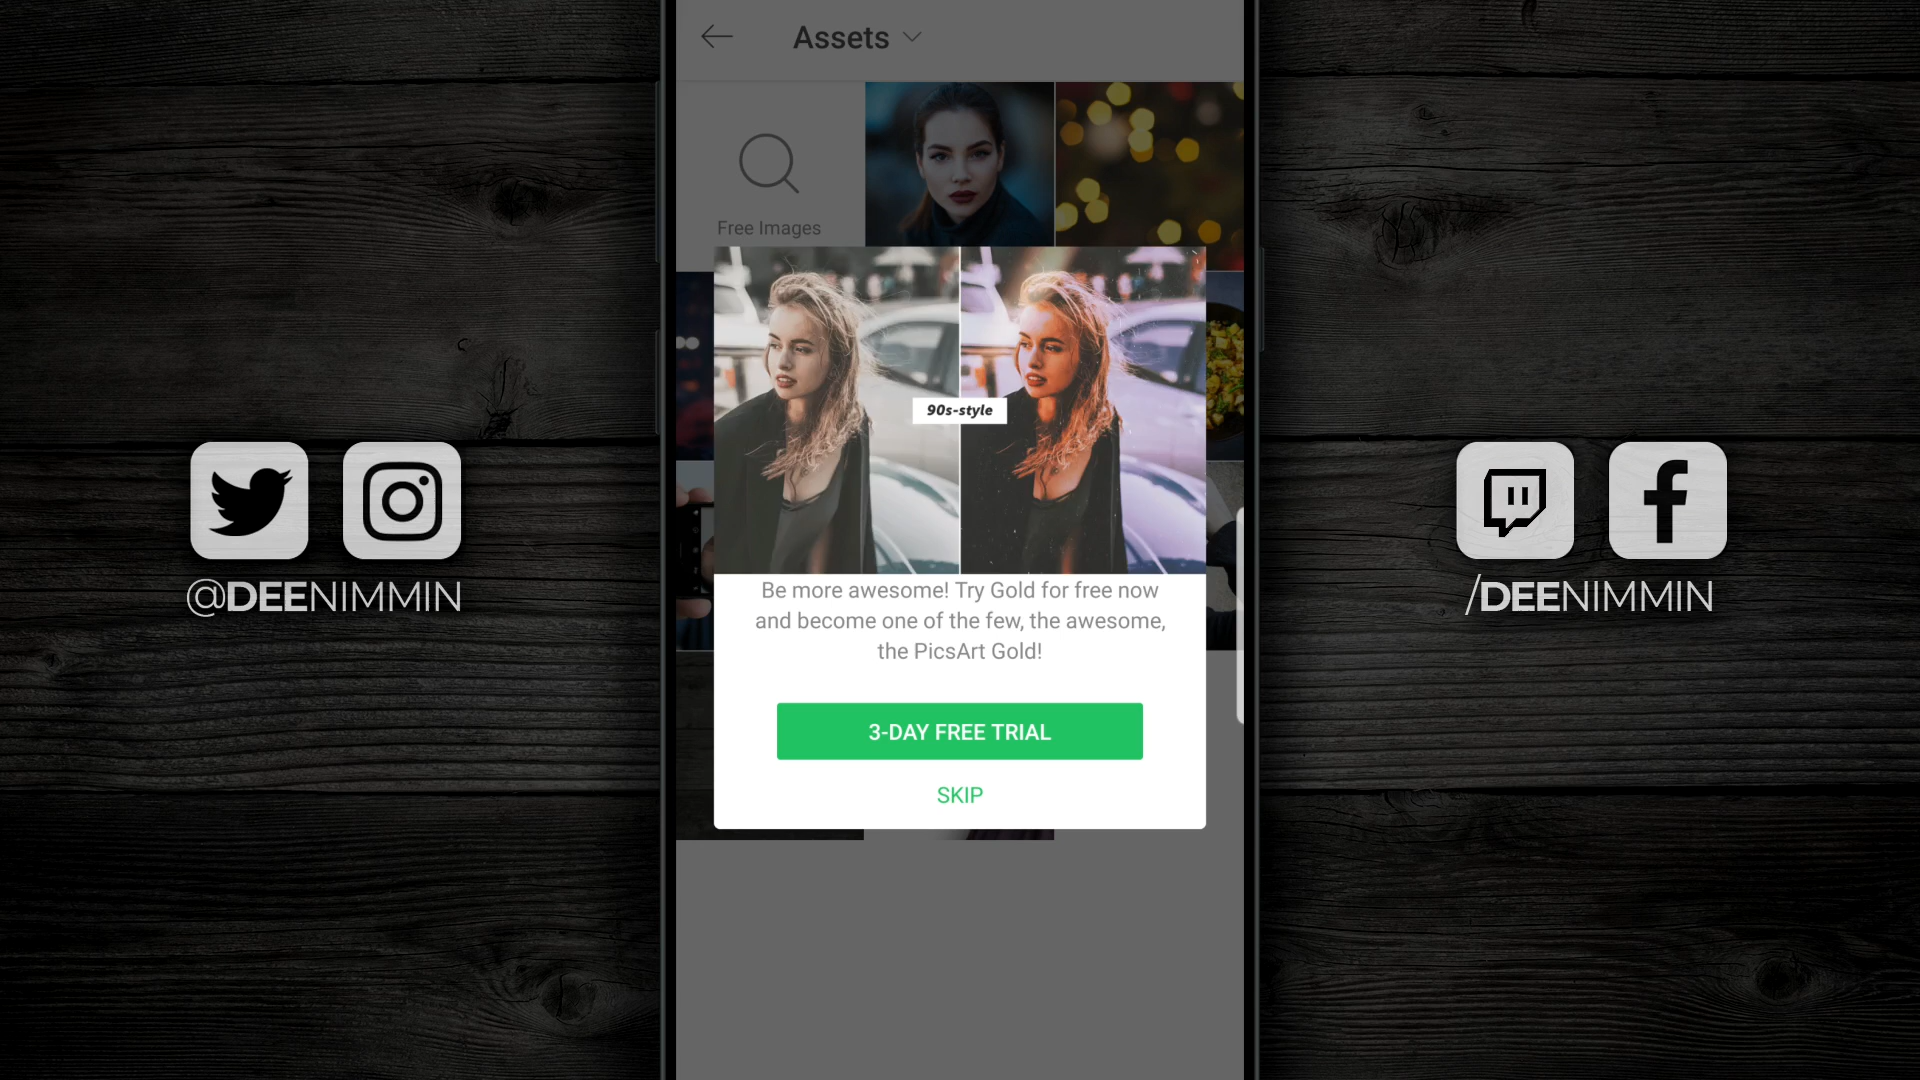 Assets
Free Images
90s-style
Be more awesome! Try Gold for free now
and become one of the few, the awesome,
the PicsArt Gold!
3-DAY FREE TRIAL
SKIP
@DEENIMMIN
/DEENIMMIN